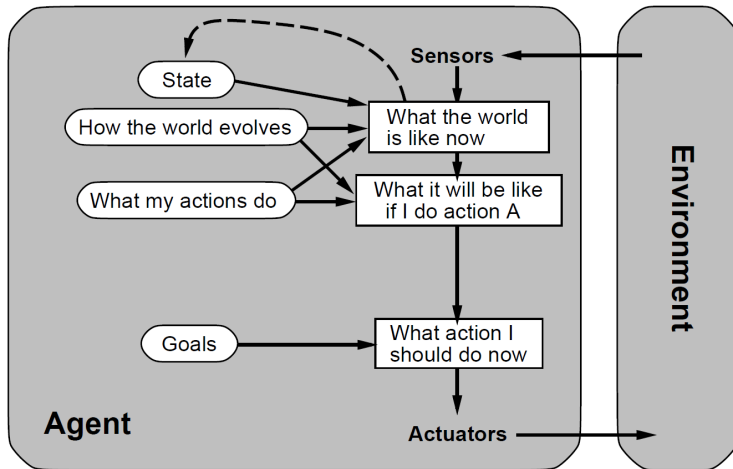 Sensors
State
What the world
is like now
How the world evolves
What my actions do
What it will be like
if I do action A
Environment
Goals
What action I
should do now
Agent
Actuators